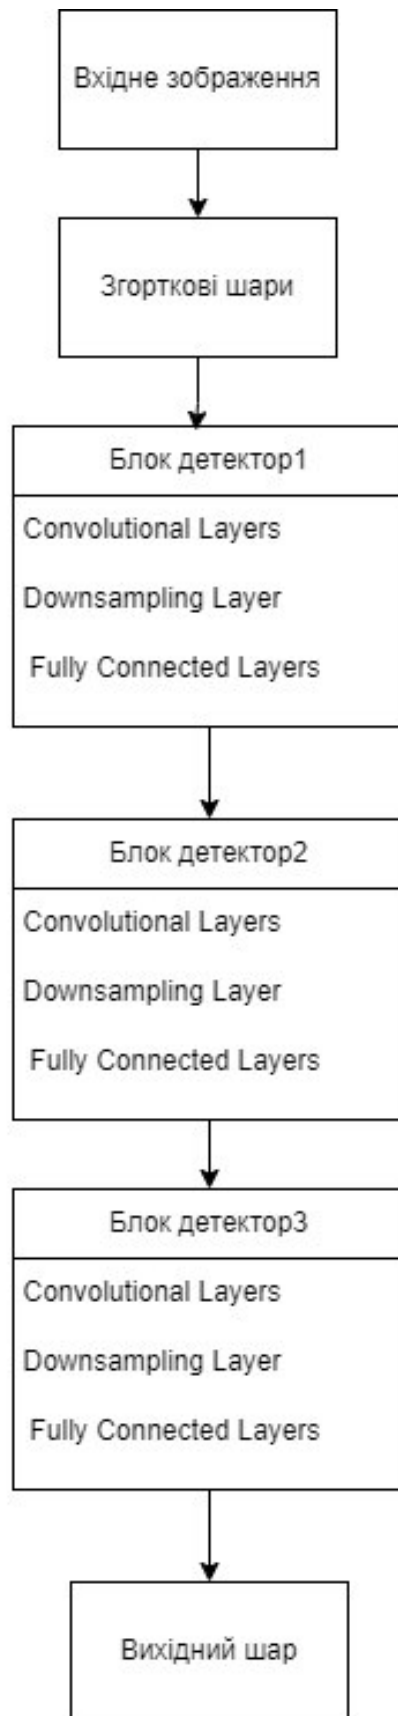 Вхідне зображення
Згорткові шари
Блок детектор1
Convolutional Layers
Downsampling Layer
Fully Connected Layers
Блок детектор2
Convolutional Layers
Downsampling Layer
Fully Connected Layers
Блок детектор3
Convolutional Layers
Downsampling Layer
Fully Connected Layers
Вихідний шар